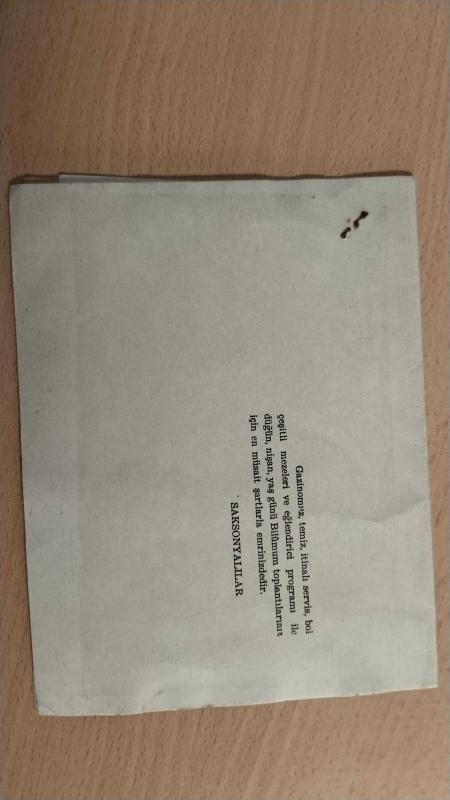 Gazinomuz, temiz, itinalı servis, bol
çeşitli mezeleri ve eğlendirici programı ile
düğün, nişan, yaş günü Bilûmum toplantılarınız
için en müsait şartlarla emrinizdedir.
SAKSONYALILAR